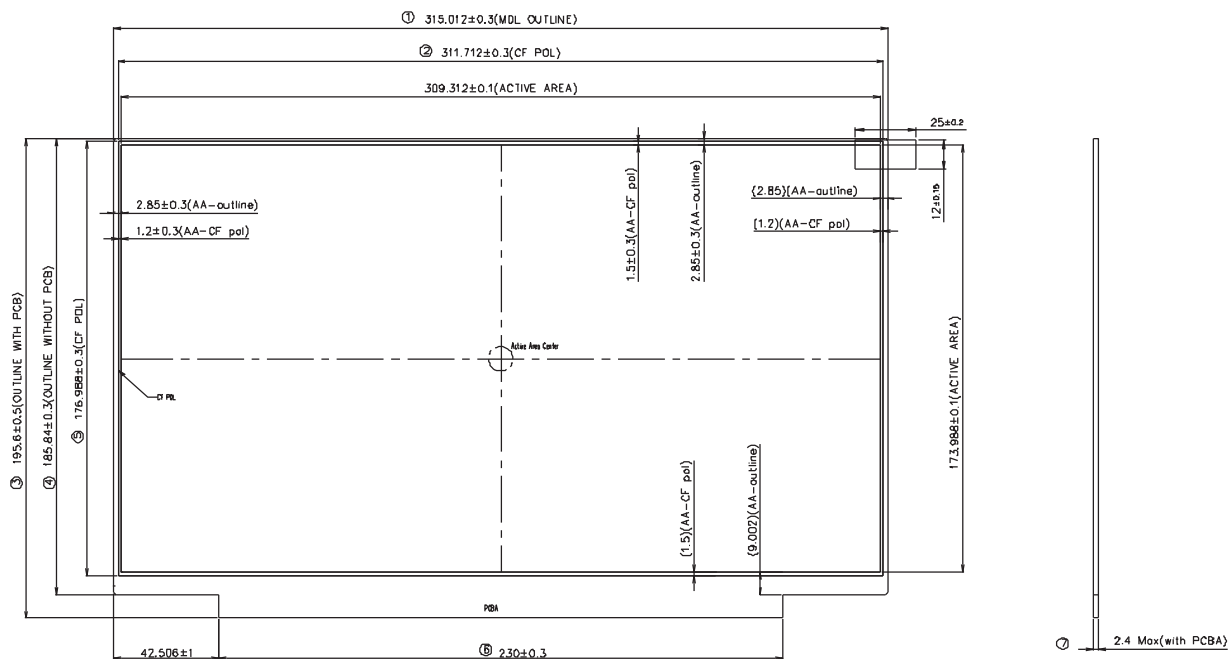 ① 315.012±0.3(MDL OUTLINE)
② 311.712±0.3(CF POL)
309.312±0.1(ACTIVE AREA)
25±0.2
12±0.15
2.85±0.3(AA-outline)
1.2±0.3(AA-CF pol)
1.5±0.3(AA-CF pol)
2.85±0.3(AA-outline)
(2.85)(AA-outline)
(1.2)(AA-CF pol)
③ 195.6±0.5(OUTLINE WITH PCB)
④ 185.84±0.3(OUTLINE WITHOUT PCB)
⑤ 176.988±0.3(CF POL)
Active Area Center
CF POL
173.988±0.1(ACTIVE AREA)
(1.5)(AA-CF pol)
(9.002)(AA-outline)
PCBA
42.506±1
⑥ 230±0.3
⑦ 2.4 Max(with PCBA)